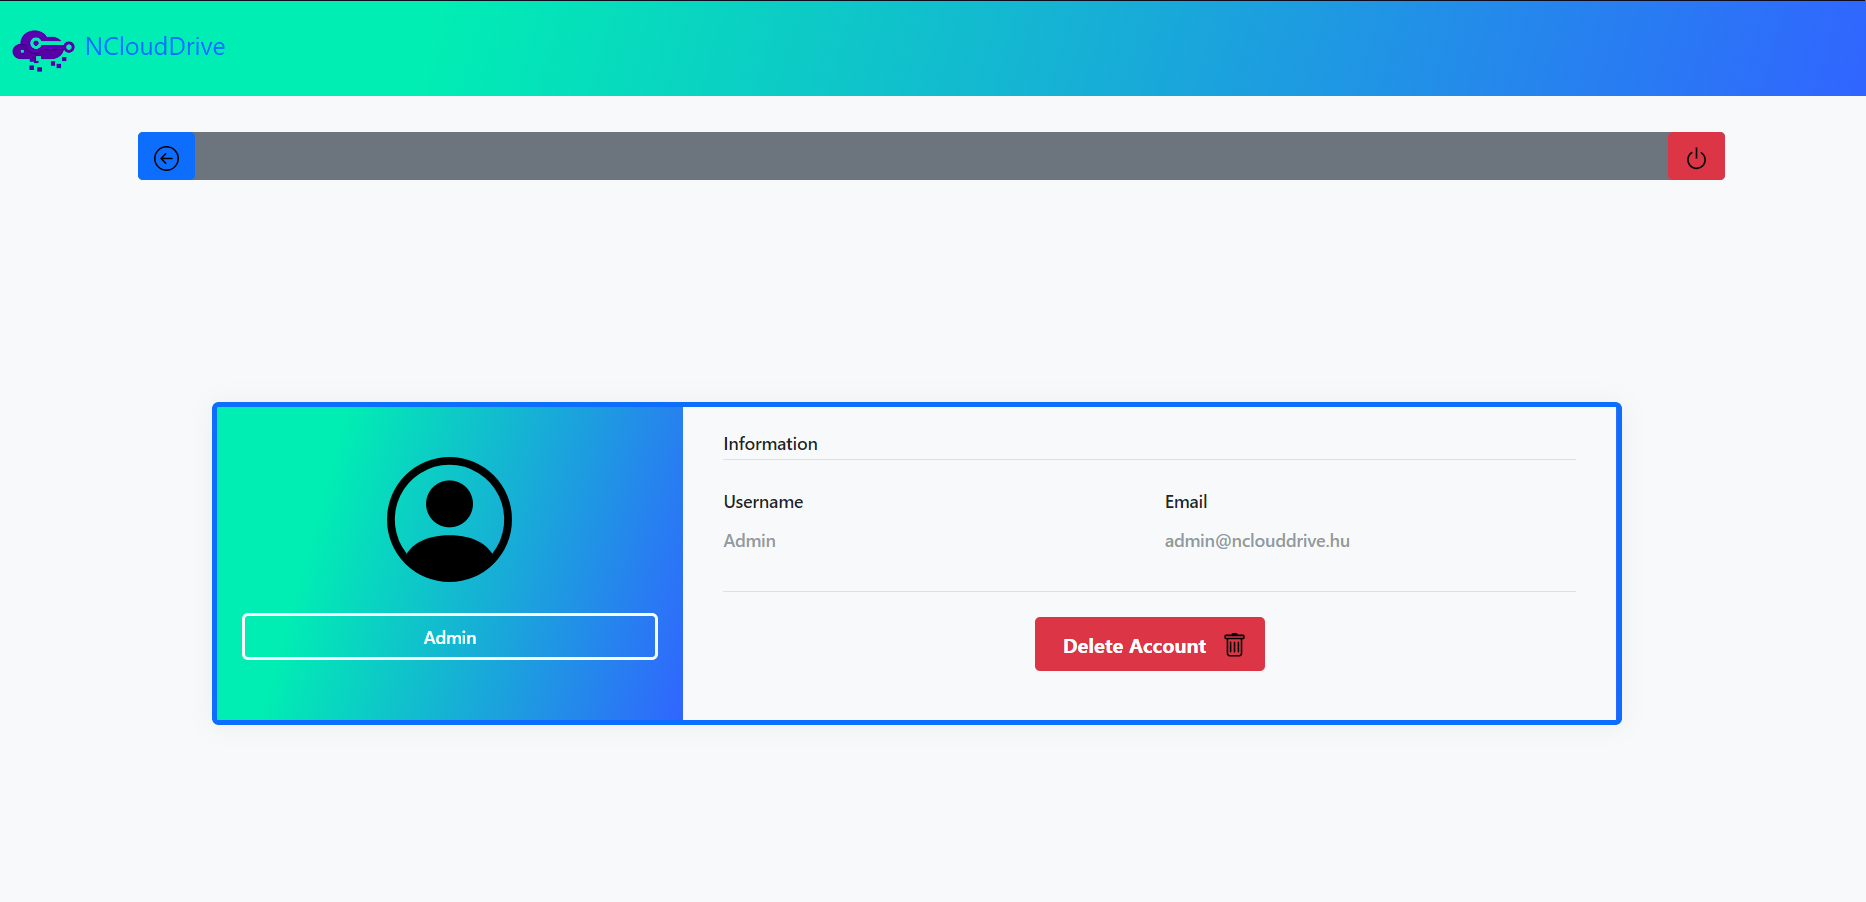 NCloudDrive
Admin
Information
Username
Email
Admin
admin@nclouddrive.hu
Delete Account